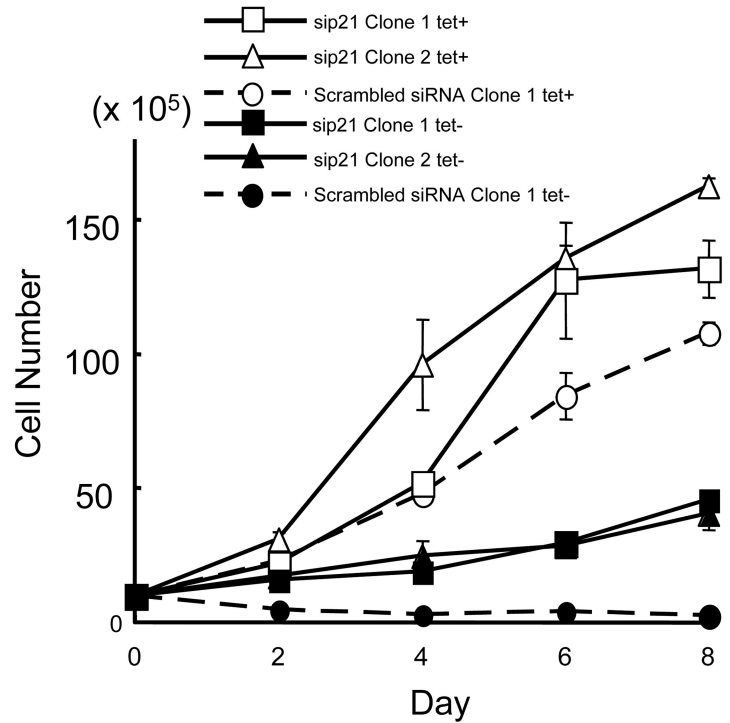 sip21 Clone 1 tet+
sip21 Clone 2 tet+
Scrambled siRNA Clone 1 tet+
sip21 Clone 1 tet-
sip21 Clone 2 tet-
Scrambled siRNA Clone 1 tet-
(x 10⁵)
150
100
50
0
Cell Number
0 2 4 6 8
Day